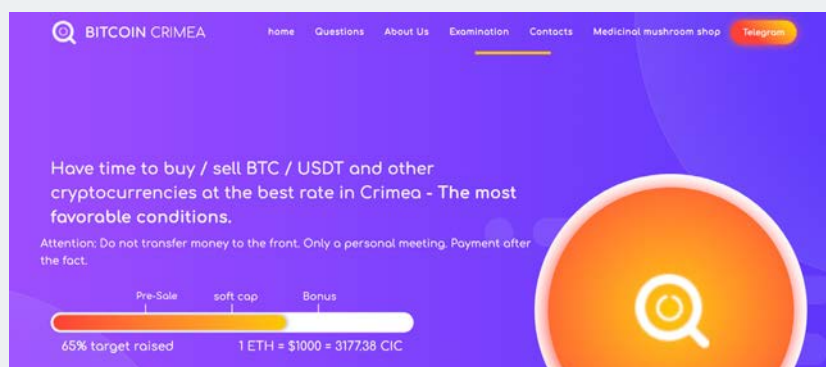 BITCOIN CRIMEA
home Questions About Us Examination Contacts Medicinal mushroom shop Telegram
Have time to buy / sell BTC / USDT and other
cryptocurrencies at the best rate in Crimea - The most
favorable conditions.
Attention: Do not transfer money to the front. Only a personal meeting. Payment after
the fact.
Pre-Sale soft cap Bonus
65% target raised 1 ETH = $1000 = 3177.38 CIC